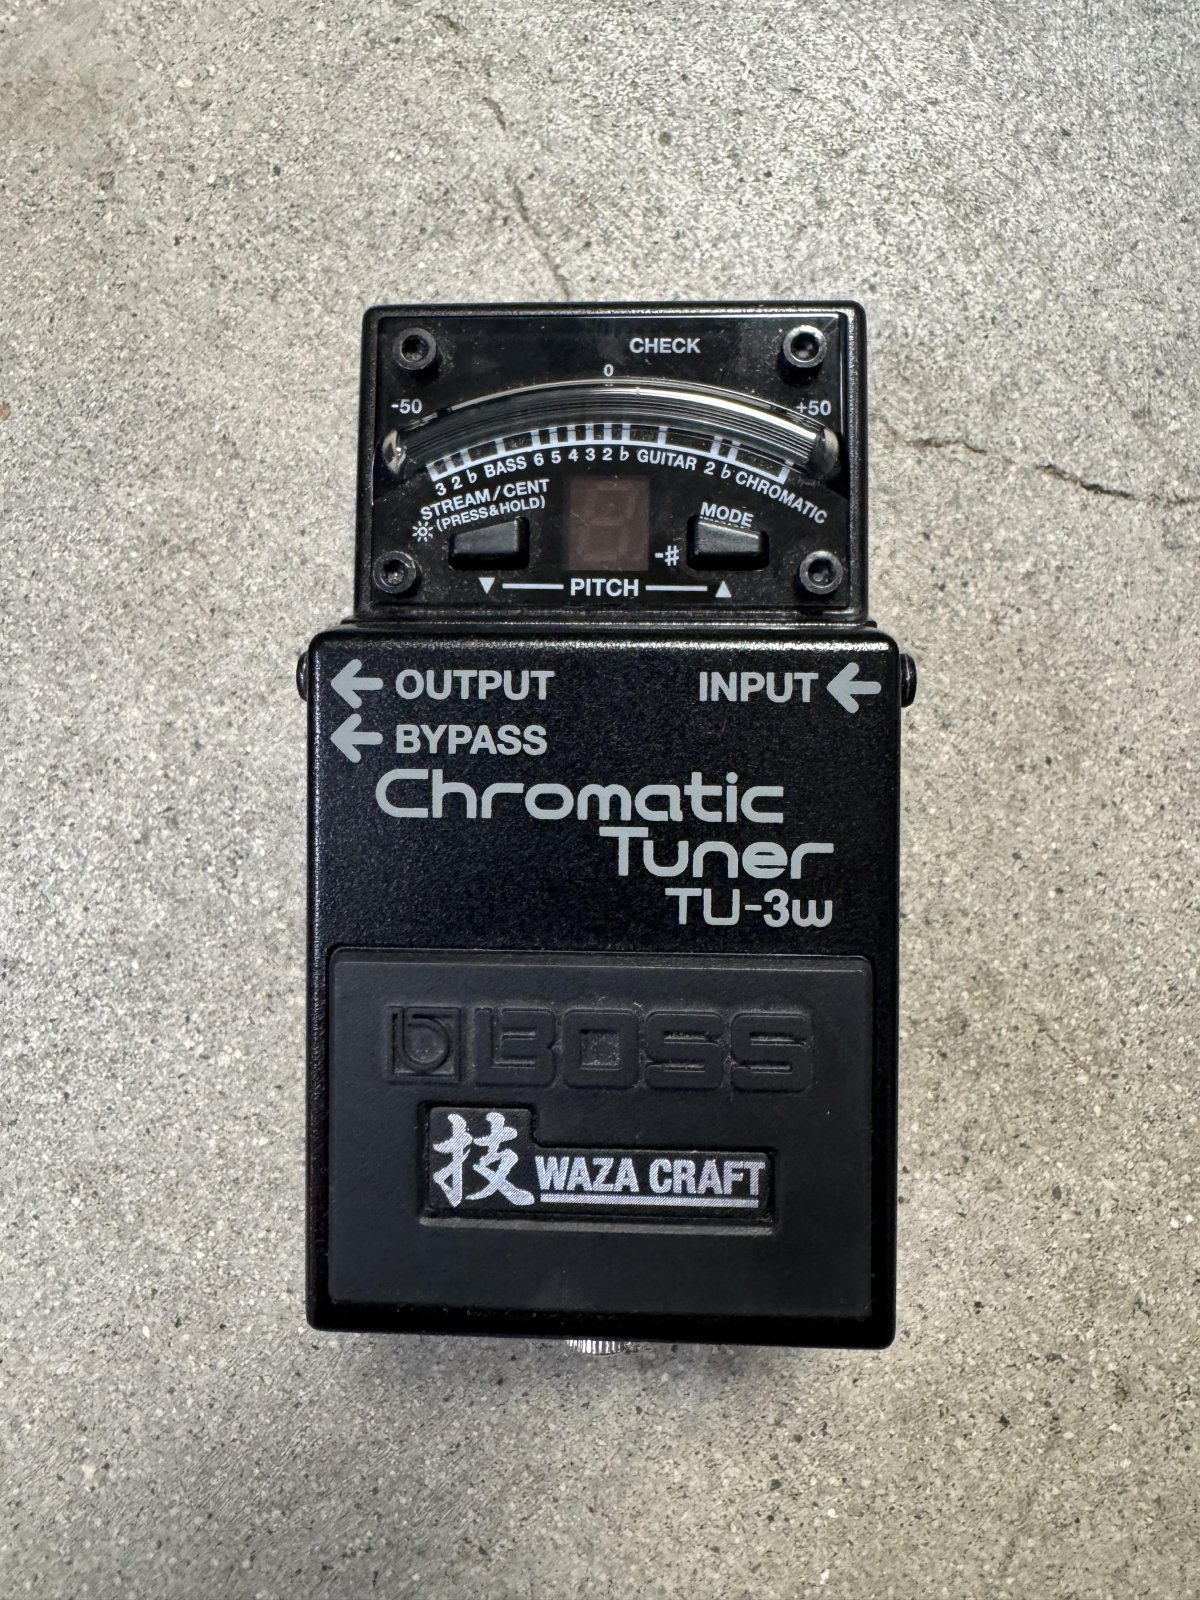 CHECK
0
-50
+50
3 2 ♭ BASS 6 5 4 3 2 ♭ GUITAR 2 ♭ CHROMATIC
STREAM/CENT
(PRESS&HOLD)
MODE
-#
▼ PITCH ▲
← OUTPUT
INPUT ←
← BYPASS
Chromatic
Tuner
TU-3w
BOSS
技 WAZA CRAFT